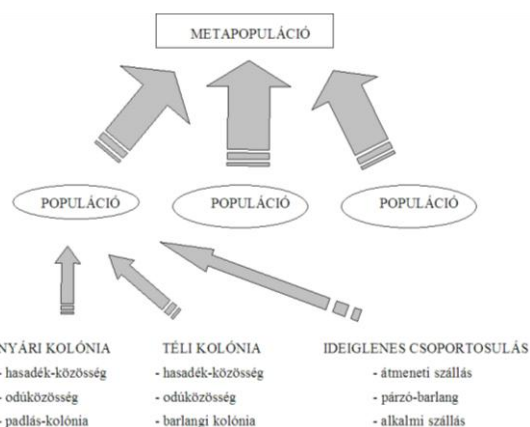 METAPOPULÁCIÓ
POPULÁCIÓ POPULÁCIÓ POPULÁCIÓ
NYÁRI KOLÓNIA TÉLI KOLÓNIA IDEIGLENES CSOPORTOSULÁS
- hasadék-közösség - hasadék-közösség - átmeneti szállás
- odúközösség - odúközösség - párzó-barlang
- padlás-kolónia - barlangi kolónia - alkalmi szállás